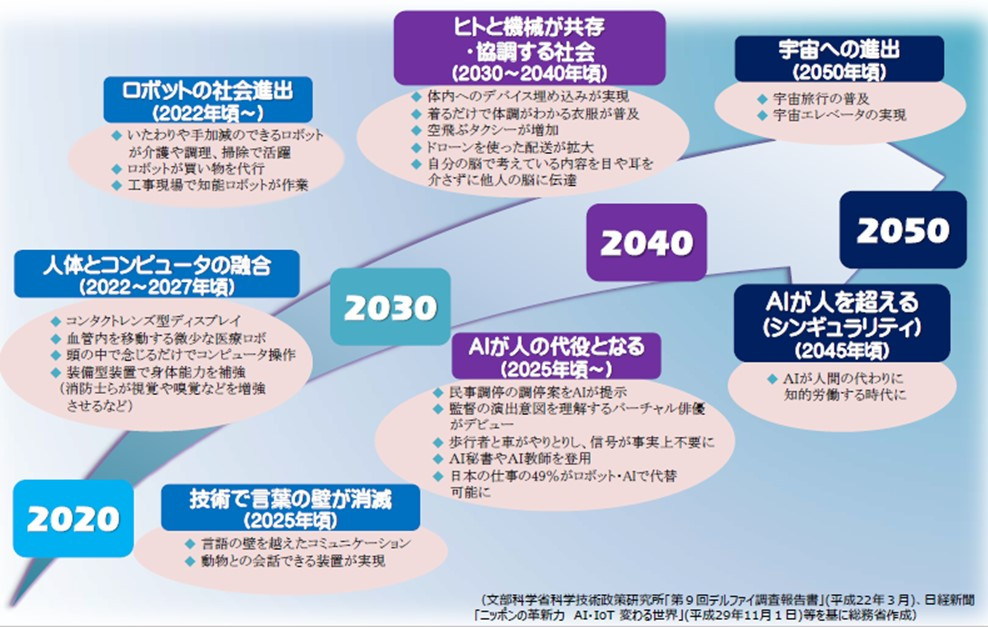 ヒトと機械が共存
・協調する社会
(2030～2040年頃)
◆ 体内へのデバイス埋め込みが実現
◆ 着るだけで体調がわかる衣服が普及
◆ 空飛ぶタクシーが増加
◆ ドローンを使った配送が拡大
◆ 自分の脳で考えている内容を目や耳を
介さずに他人の脳に伝達
宇宙への進出
(2050年頃)
◆ 宇宙旅行の普及
◆ 宇宙エレベータの実現
ロボットの社会進出
(2022年頃～)
◆ いたわりや手加減のできるロボット
が介護や調理、掃除で活躍
◆ ロボットが買い物を代行
◆ 工事現場で知能ロボットが作業
2040
2050
人体とコンピュータの融合
(2022～2027年頃)
◆ コンタクトレンズ型ディスプレイ
◆ 血管内を移動する微少な医療ロボ
◆ 頭の中で念じるだけでコンピュータ操作
◆ 装備型装置で身体能力を補強
(消防士らが視覚や嗅覚などを増強
させるなど)
2030
AIが人の代役となる
(2025年頃～)
◆ 民事調停の調停案をAIが提示
◆ 監督の演出意図を理解するバーチャル俳優
がデビュー
◆ 歩行者と車がやりとりし、信号が事実上不要に
◆ AI秘書やAI教師を登用
◆ 日本の仕事の49%がロボット・AIで代替
可能に
AIが人を超える
(シンギュラリティ)
(2045年頃)
◆ AIが人間の代わりに
知的労働する時代に
2020
技術で言葉の壁が消滅
(2025年頃)
◆ 言語の壁を越えたコミュニケーション
◆ 動物との会話できる装置が実現
(文部科学省科学技術政策研究所「第９回デルファイ調査報告書」(平成22年３月)、日経新聞
「ニッポンの革新力　AI・IoT 変わる世界」(平成29年11月１日)等を基に総務省作成)